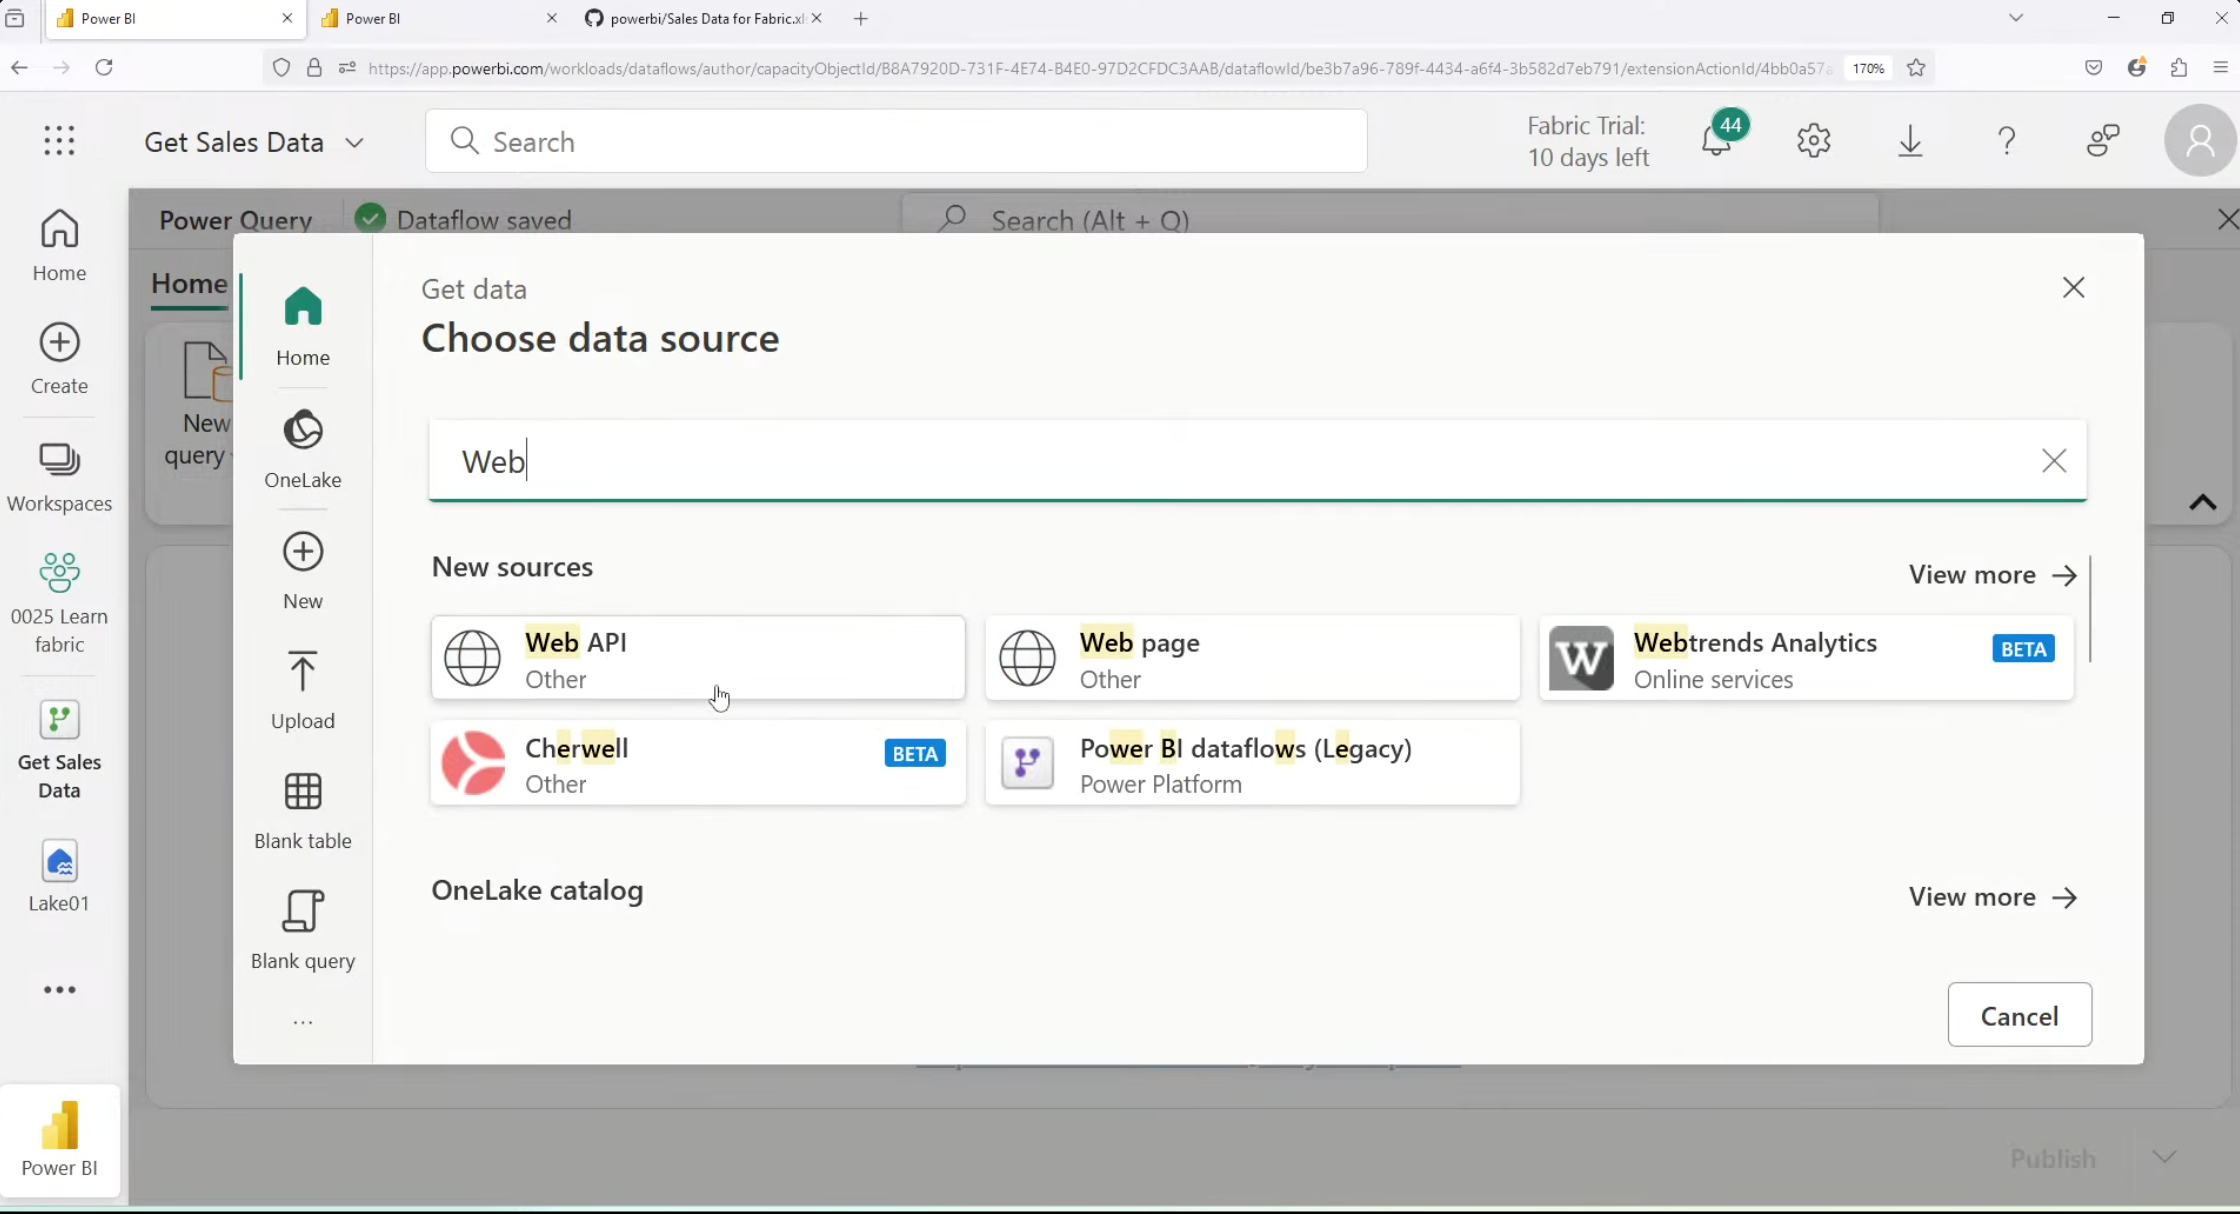 Power BI
Power BI
powerbi/Sales Data for Fabric.xl
https://app.powerbi.com/workloads/dataflows/author/capacityObjectId/B8A7920D-731F-4E74-B4E0-97D2CFDC3AAB/dataflowId/be3b7a96-789f-4434-a6f4-3b582d7eb791/extensionActionId/4bb0a57a
170%
Get Sales Data
Search
Fabric Trial:
10 days left
44
Home
Create
Workspaces
0025 Learn
fabric
Get Sales
Data
Lake01
Power BI
Power Query
Dataflow saved
Search (Alt + Q)
Home
New
query
Home
OneLake
New
Upload
Blank table
Blank query
...
Get data
Choose data source
Web
New sources
View more
Web API
Other
Web page
Other
Webtrends Analytics
Online services
BETA
Cherwell
Other
BETA
Power BI dataflows (Legacy)
Power Platform
OneLake catalog
View more
Cancel
Publish